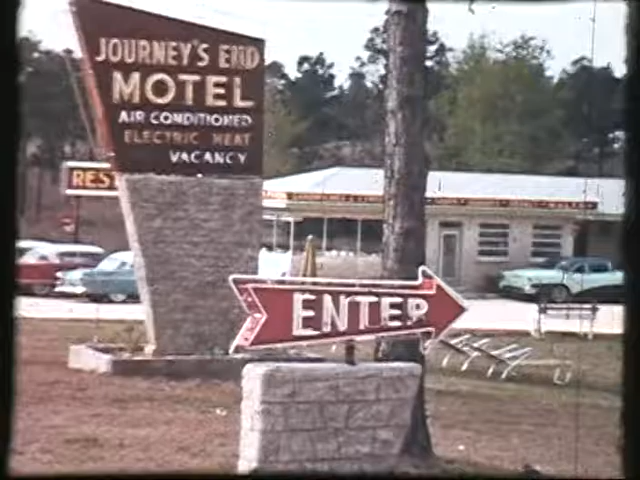 JOURNEY'S END
MOTEL
AIR CONDITIONED
ELECTRIC HEAT
VACANCY
REST
ENTER